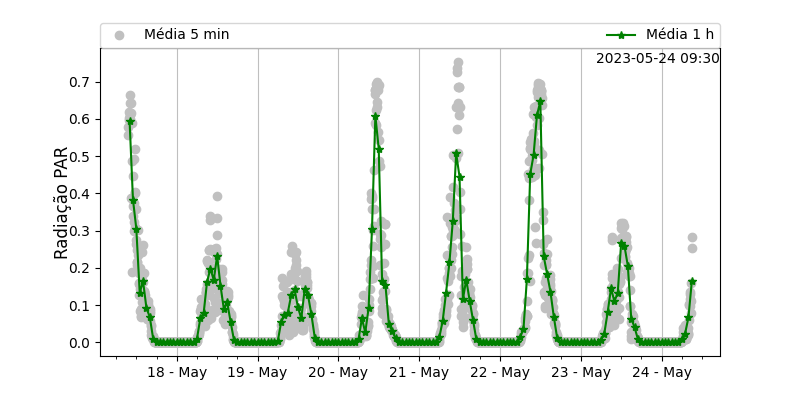 Média 5 min
Média 1 h
2023-05-24 09:30
Radiação PAR
0.7
0.6
0.5
0.4
0.3
0.2
0.1
0.0
18 - May
19 - May
20 - May
21 - May
22 - May
23 - May
24 - May